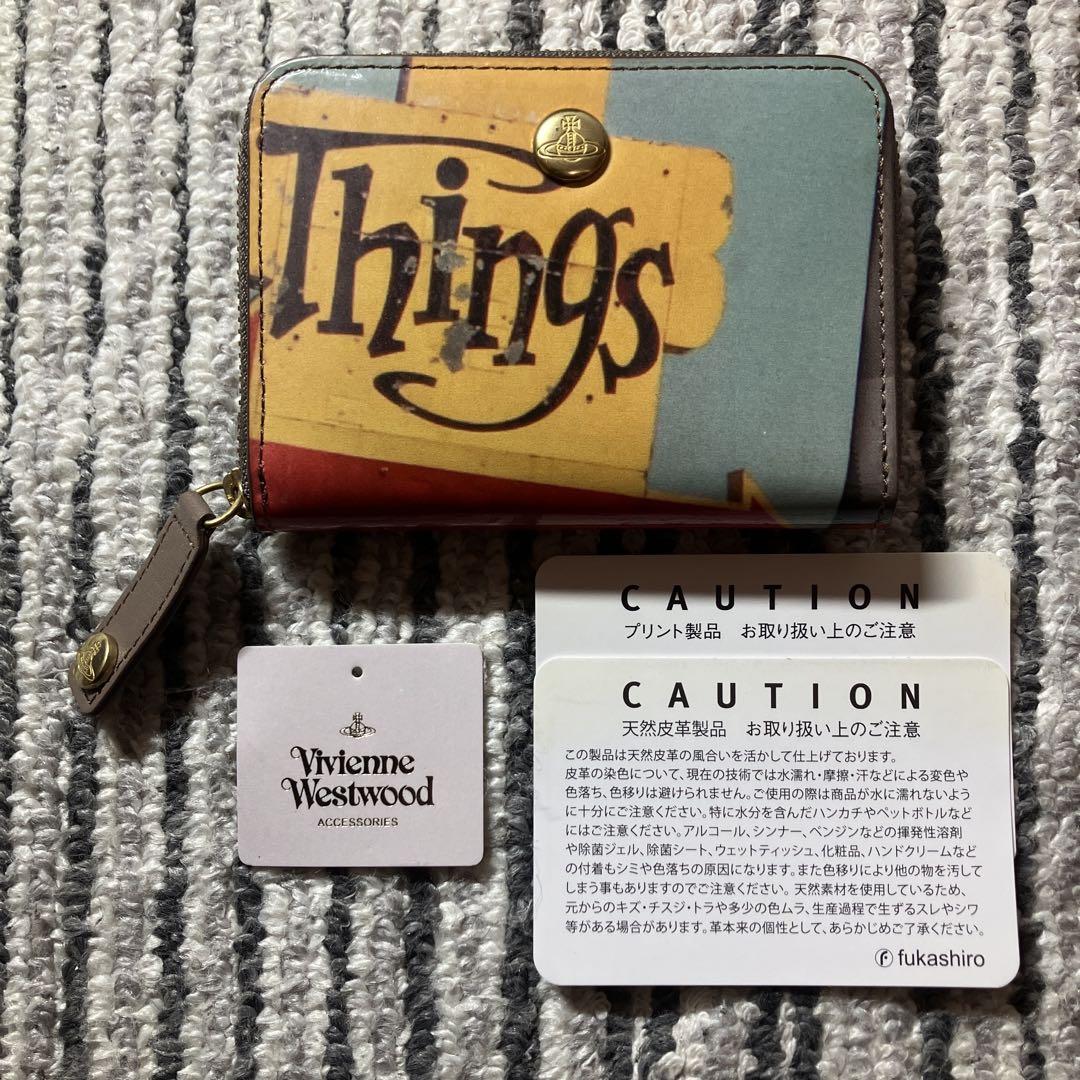 Things
CAUTION
プリント製品 お取り扱い上のご注意
CAUTION
天然皮革製品 お取り扱い上のご注意
この製品は天然皮革の風合いを活かして仕上げております。
皮革の染色について、現在の技術では水濡れ・摩擦・汗などによる変色や
色落ち、色移りは避けられません。ご使用の際は商品が水に濡れないよう
に十分にご注意ください。特に水分を含んだハンカチやペットボトルなど
にはご注意ください。アルコール、シンナー、ベンジンなどの揮発性溶剤
や除菌ジェル、除菌シート、ウェットティッシュ、化粧品、ハンドクリームなど
の付着もシミや色落ちの原因になります。また色移りにより他の物を汚して
しまう事もありますのでご注意ください。天然素材を使用しているため、
元からのキズ・チスジ・トラや多少の色ムラ、生産過程で生ずるスレやシワ
等がある場合があります。革本来の個性として、あらかじめご了承ください。
fukashiro
Vivienne
Westwood
ACCESSORIES